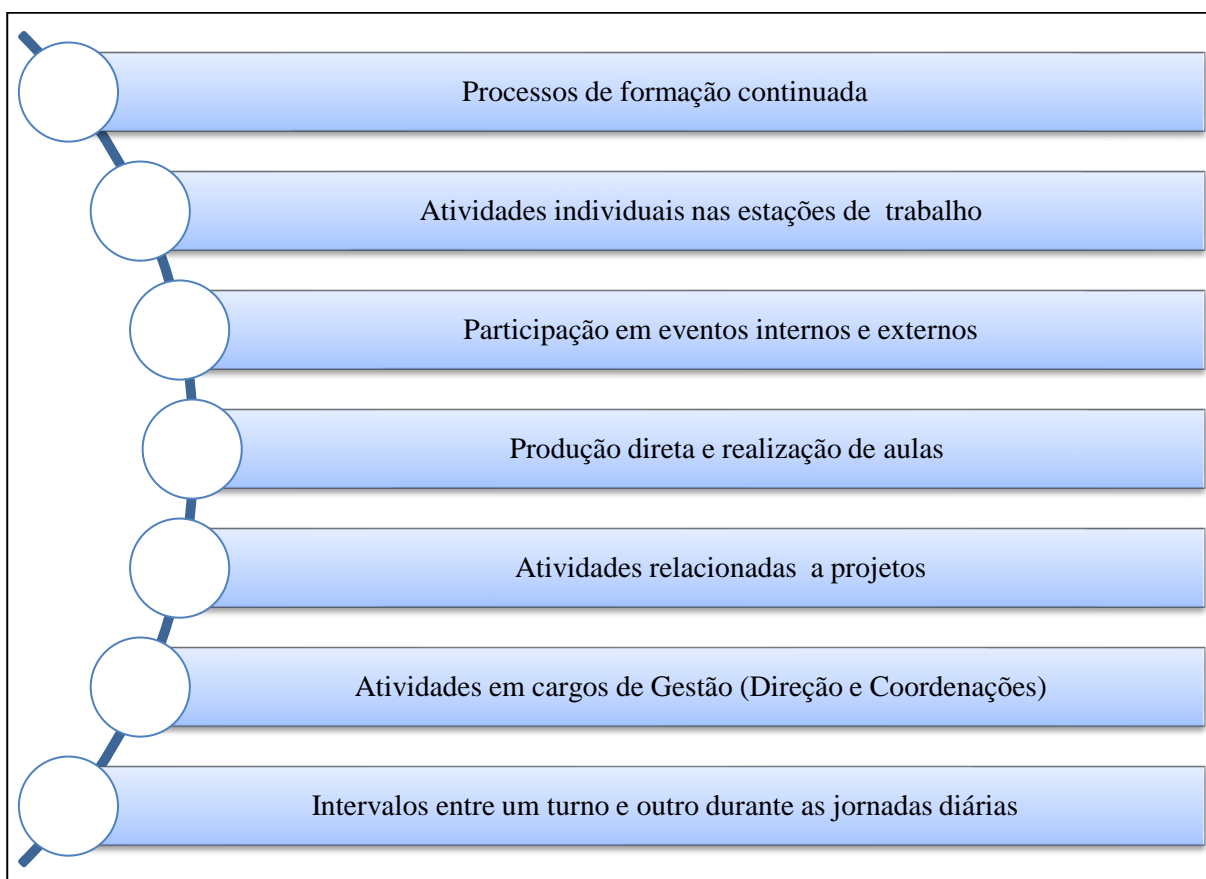 Processos de formação continuada
Atividades individuais nas estações de trabalho
Participação em eventos internos e externos
Produção direta e realização de aulas
Atividades relacionadas a projetos
Atividades em cargos de Gestão (Direção e Coordenações)
Intervalos entre um turno e outro durante as jornadas diárias